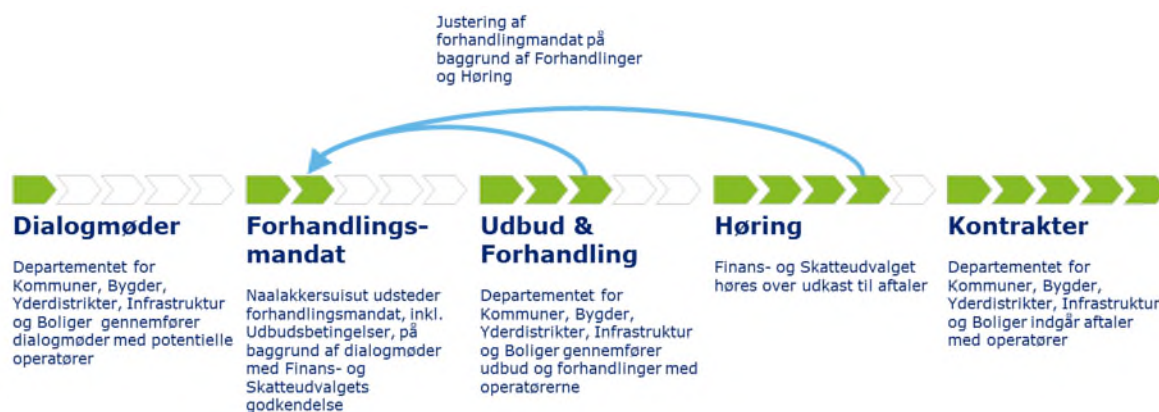 Justering af
forhandlingmandat på
baggrund af Forhandlinger
og Høring
Dialogmøder
Departementet for
Kommuner, Bygder,
Yderdistrikter, Infrastruktur
og Boliger gennemfører
dialogmøder med potentielle
operatører
Forhandlings-
mandat
Naalakkersuisut udsteder
forhandlingsmandat, inkl.
Udbudsbetingelser, på
baggrund af dialogmøder
med Finans- og
Skatteudvalgets
godkendelse
Udbud &
Forhandling
Departementet for
Kommuner, Bygder,
Yderdistrikter, Infrastruktur
og Boliger gennemfører
udbud og forhandlinger med
operatørerne
Høring
Finans- og Skatteudvalget
høres over udkast til aftaler
Kontrakter
Departementet for
Kommuner, Bygder,
Yderdistrikter, Infrastruktur
og Boliger indgår aftaler
med operatører